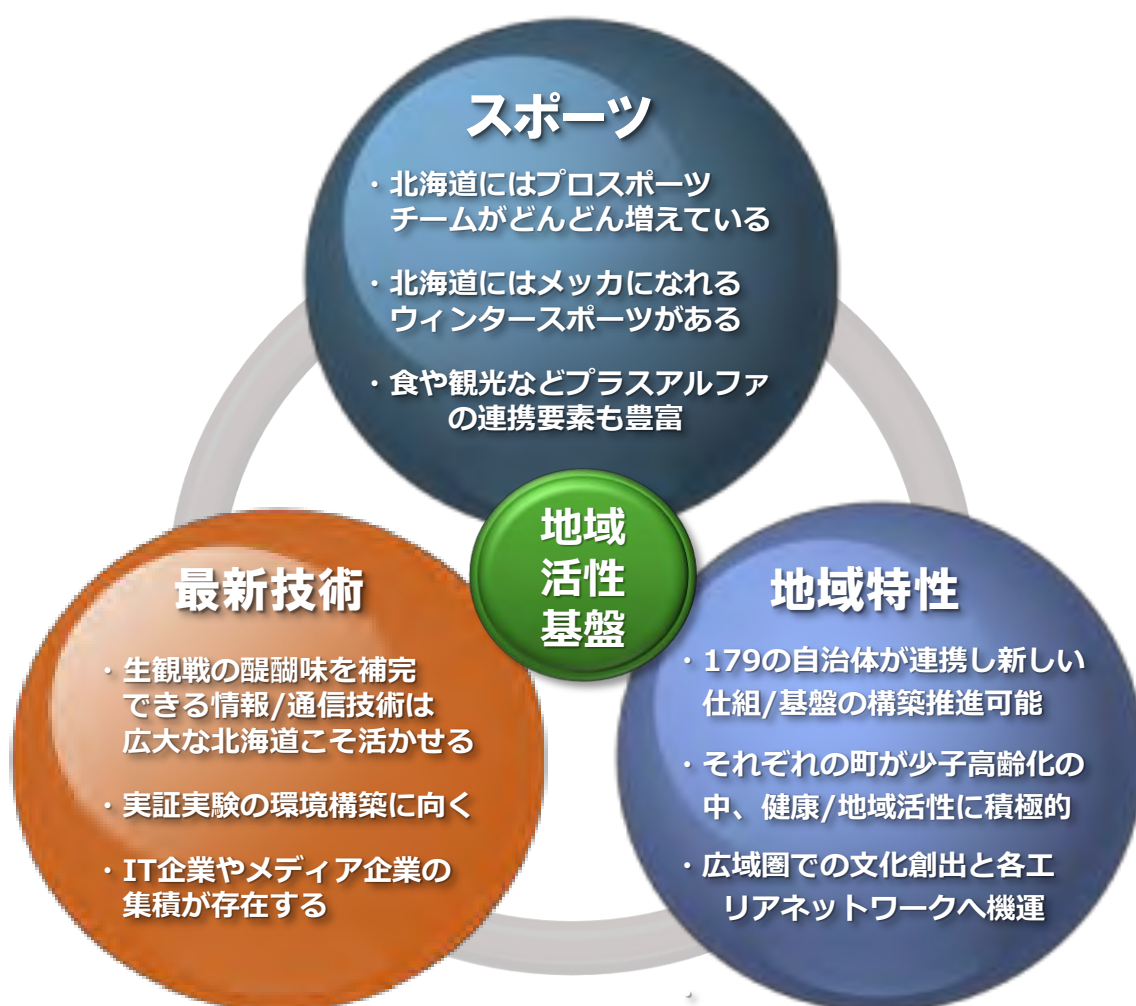 スポーツ
・北海道にはプロスポーツ
チームがどんどん増えている
・北海道にはメッカになれる
ウィンタースポーツがある
・食や観光などプラスアルファ
の連携要素も豊富
地域
活性
基盤
最新技術
・生観戦の醍醐味を補完
できる情報/通信技術は
広大な北海道こそ活かせる
・実証実験の環境構築に向く
・IT企業やメディア企業の
集積が存在する
地域特性
・179の自治体が連携し新しい
仕組/基盤の構築推進可能
・それぞれの町が少子高齢化の
中、健康/地域活性に積極的
・広域圏での文化創出と各エ
リアネットワークへ機運